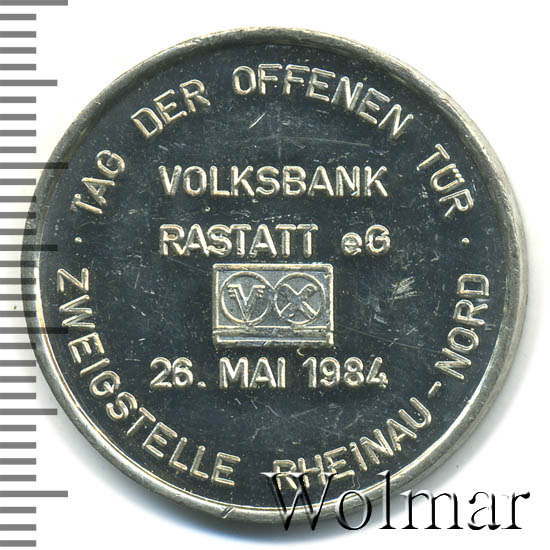 · TAG DER OFFENEN TÜR ·
VOLKSBANK
RASTATT eG
V X
26. MAI 1984
ZWEIGSTELLE RHEINAU-NORD
Wolmar